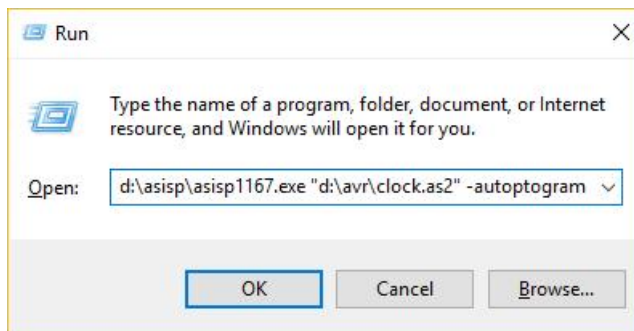 Run
Type the name of a program, folder, document, or Internet
resource, and Windows will open it for you.
Open: d:\asisp\asisp1167.exe "d:\avr\clock.as2" -autoptogram
OK Cancel Browse...